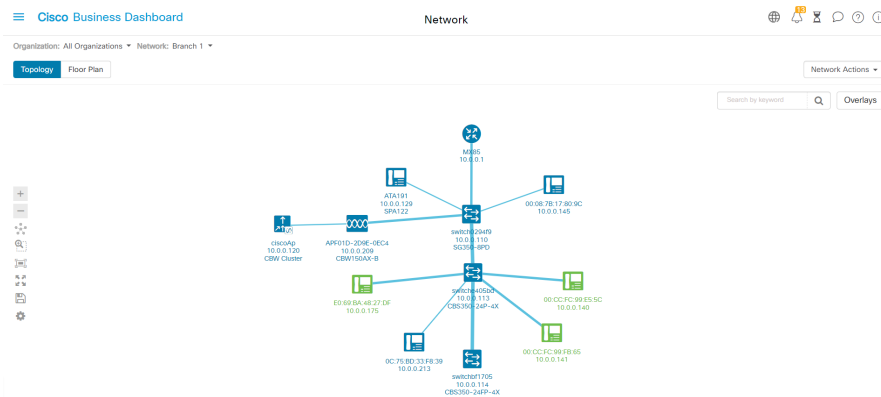 Cisco Business Dashboard
Network
13
Organization: All Organizations Network: Branch 1
Topology Floor Plan
Network Actions
Search by keyword
Overlays
MX85
10.0.0.1
ATA191
10.0.0.129
SPA122
00:08:7B:17:80:9C
10.0.0.145
switch0294f9
10.0.0.110
SG350-8PD
ciscoAp
10.0.0.120
CBW Cluster
APF01D-2D9E-0EC4
10.0.0.209
CBW150AX-B
switche405bd
10.0.0.113
CBS350-24P-4X
E0:69:BA:48:27:DF
10.0.0.175
00:CC:FC:99:E5:5C
10.0.0.140
0C:75:BD:33:F8:39
10.0.0.213
00:CC:FC:99:FB:65
10.0.0.141
switchbf1705
10.0.0.114
CBS350-24FP-4X